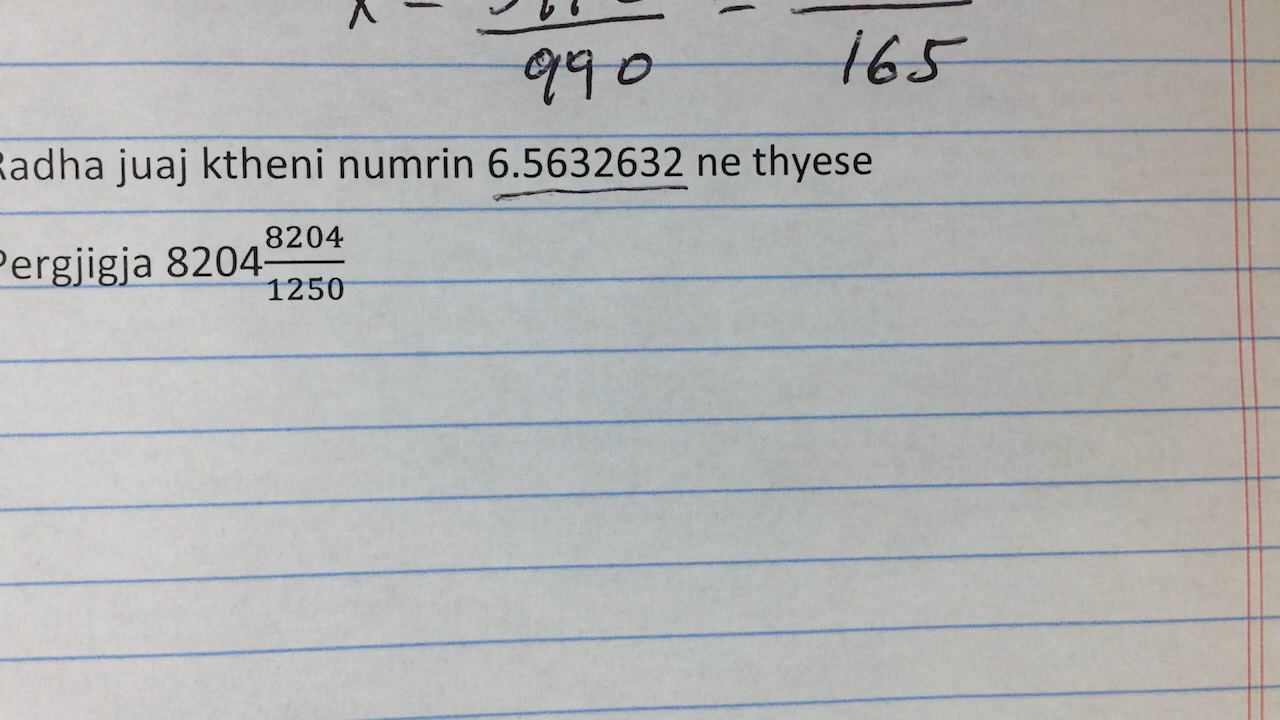 x =
990 165
Radha juaj ktheni numrin 6.5632632 ne thyese
Pergjigja 8204 8204/1250